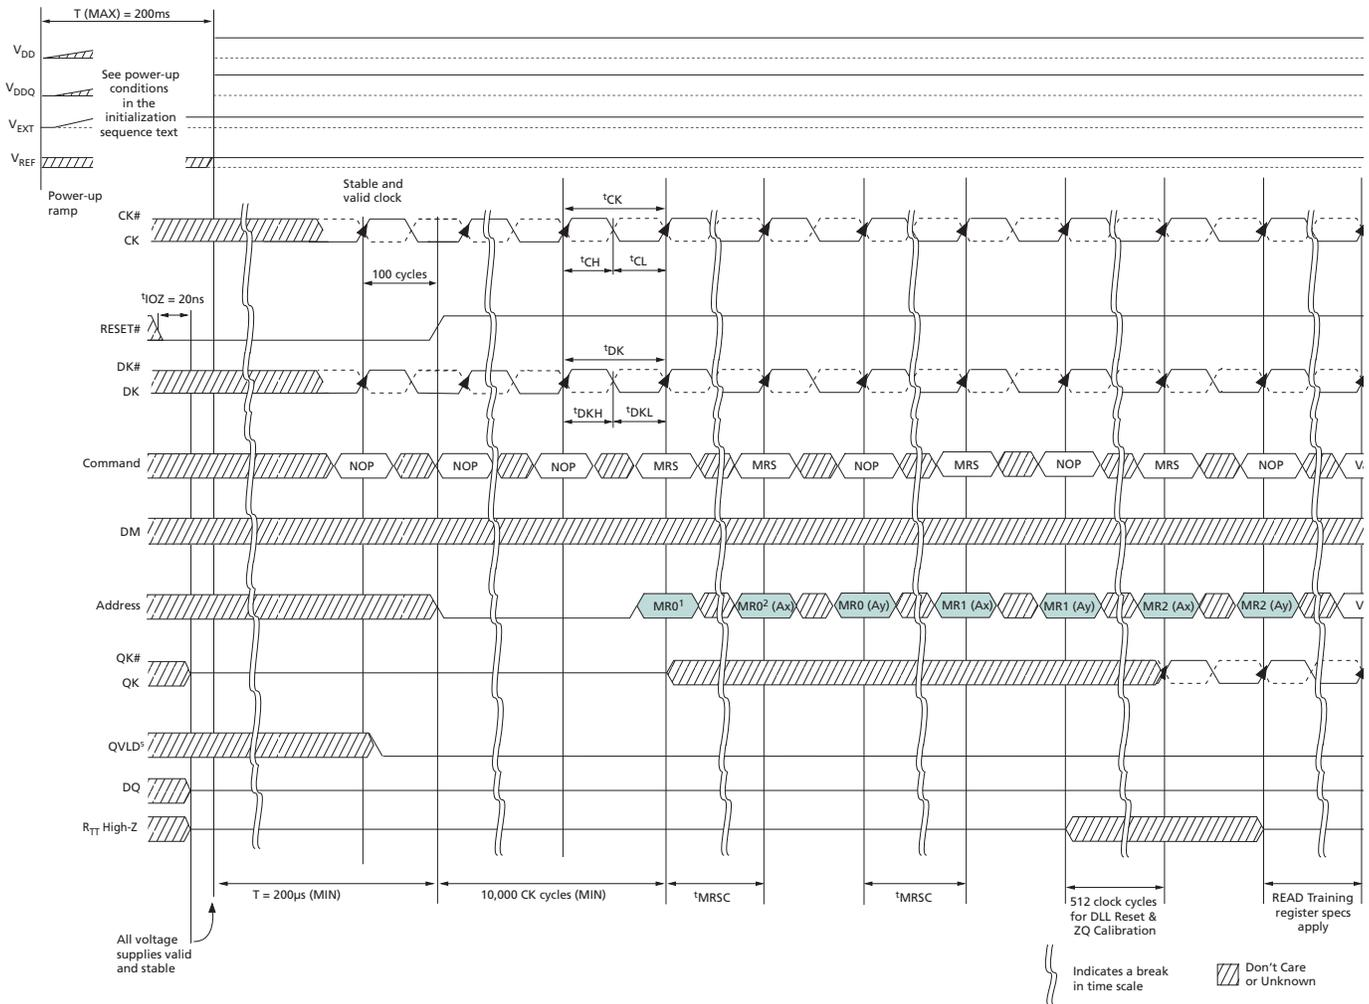 T (MAX) = 200ms
VDD
See power-up
conditions
in the
initialization
sequence text
VDDQ
VEXT
VREF
Power-up
ramp
Stable and
valid clock
CK#
CK
tCK
tCH
tCL
100 cycles
tIOZ = 20ns
RESET#
DK#
DK
tDK
tDKH
tDKL
Command
NOP
NOP
NOP
MRS
MRS
NOP
MRS
NOP
MRS
NOP
V
DM
Address
MR0¹
MR0² (Ax)
MR0 (Ay)
MR1 (Ax)
MR1 (Ay)
MR2 (Ax)
MR2 (Ay)
V
QK#
QK
QVLD⁵
DQ
RTT High-Z
T = 200µs (MIN)
10,000 CK cycles (MIN)
tMRSC
tMRSC
512 clock cycles
for DLL Reset &
ZQ Calibration
READ Training
register specs
apply
All voltage
supplies valid
and stable
Indicates a break
in time scale
Don't Care
or Unknown